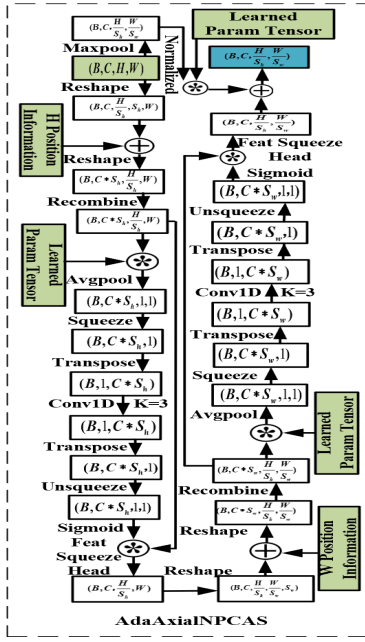 (B,C,H/S_h,W/S_w)
Maxpool
(B,C,H,W)
Reshape
(B,C,H/S_h,S_h,W)
H Position
Information
Reshape
(B,C*S_h,H/S_h,W)
Recombine
(B,C*S_h,H/S_h,W)
Learned
Param Tensor
Avgpool
(B,C*S_h,1,1)
Squeeze
(B,C*S_h,1)
Transpose
(B,1,C*S_h)
Conv1D K=3
(B,1,C*S_h)
Transpose
(B,C*S_h,1)
Unsqueeze
(B,C*S_h,1,1)
Sigmoid
Feat
Squeeze
Head
(B,C,H/S_h,W)
Reshape
Normalized
Learned
Param Tensor
(B,C,H/S_h,W/S_w)
(B,C,H/S_h,W/S_w)
Feat Squeeze
Head
Sigmoid
(B,C*S_w,1,1)
Unsqueeze
(B,C*S_w,1)
Transpose
(B,1,C*S_w)
Conv1D K=3
(B,1,C*S_w)
Transpose
(B,C*S_w,1)
Squeeze
(B,C*S_w,1,1)
Avgpool
Learned
Param Tensor
(B,C*S_w,H/S_h,W/S_w)
Recombine
(B,C*S_w,H/S_h,W/S_w)
Reshape
W Position
Information
(B,C,H/S_h,W/S_w,S_w)
AdaAxialNPCAS